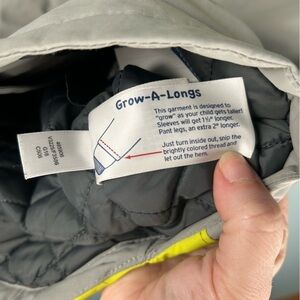 Grow-A-Longs
This garment is designed to
"grow" as your child gets taller!
Sleeves will get 1½" longer.
Pant legs, an extra 2" longer.
Just turn inside out, snip the
brightly colored thread and
let out the hem.